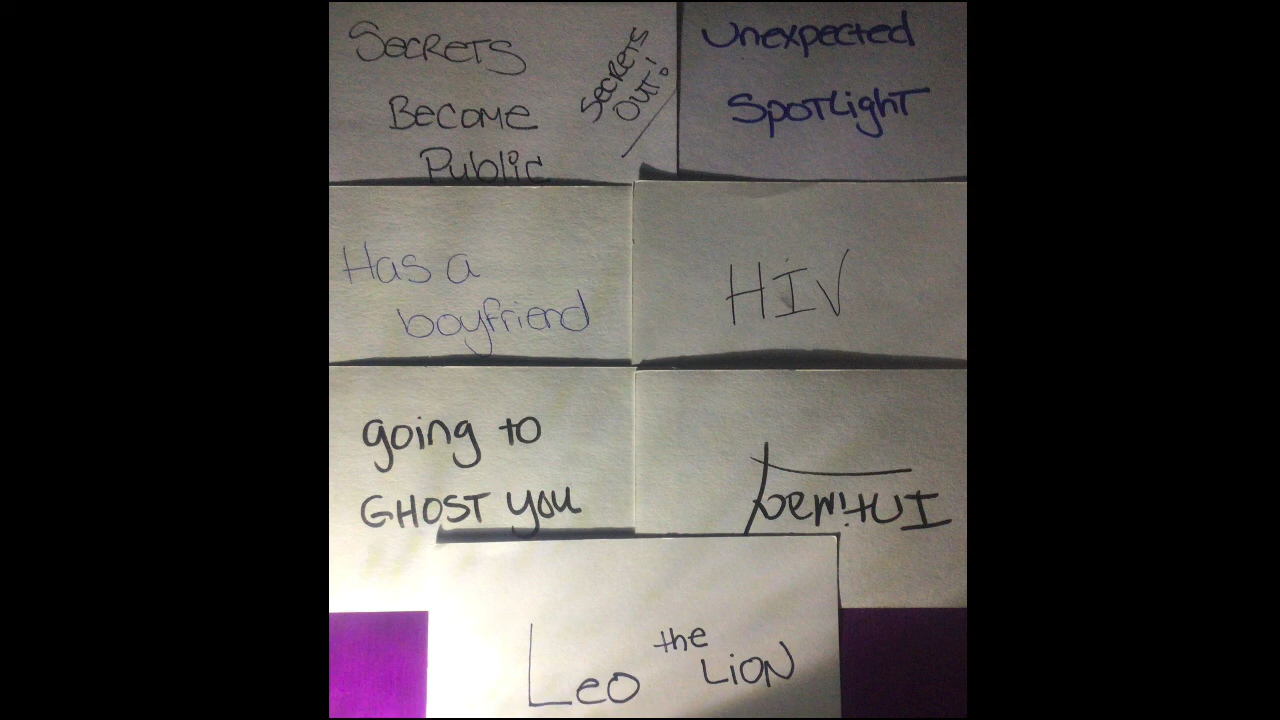 SecRETS
Become
Public
SECRETS
OUT!
Unexpected
SpoTLighT
Has a
boyfriend
HIV
going to
GHOST YOU
Leo the LiON